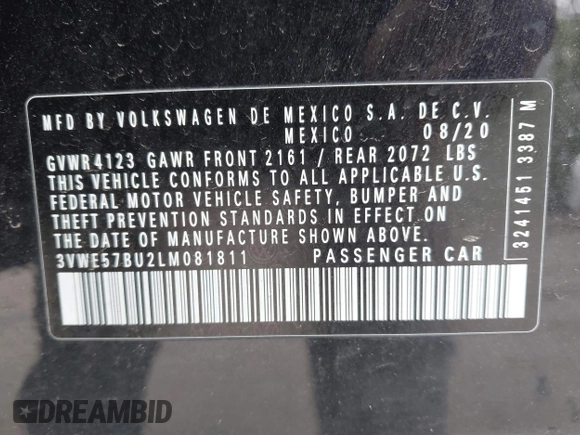 MFD BY VOLKSWAGEN DE MEXICO S.A. DE C.V.
MEXICO 08/20
GVWR4123 GAWR FRONT 2161 / REAR 2072 LBS
THIS VEHICLE CONFORMS TO ALL APPLICABLE U.S.
FEDERAL MOTOR VEHICLE SAFETY, BUMPER AND
THEFT PREVENTION STANDARDS IN EFFECT ON
THE DATE OF MANUFACTURE SHOWN ABOVE.
3VWE57BU2LM081811 PASSENGER CAR
3241451 3387 M
DREAMBID